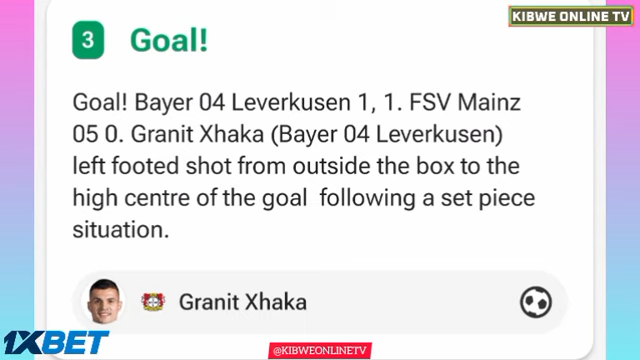 KIBWE ONLINE TV
3 Goal!
Goal! Bayer 04 Leverkusen 1, 1. FSV Mainz
05 0. Granit Xhaka (Bayer 04 Leverkusen)
left footed shot from outside the box to the
high centre of the goal following a set piece
situation.
Granit Xhaka
1XBET
@KIBWEONLINETV